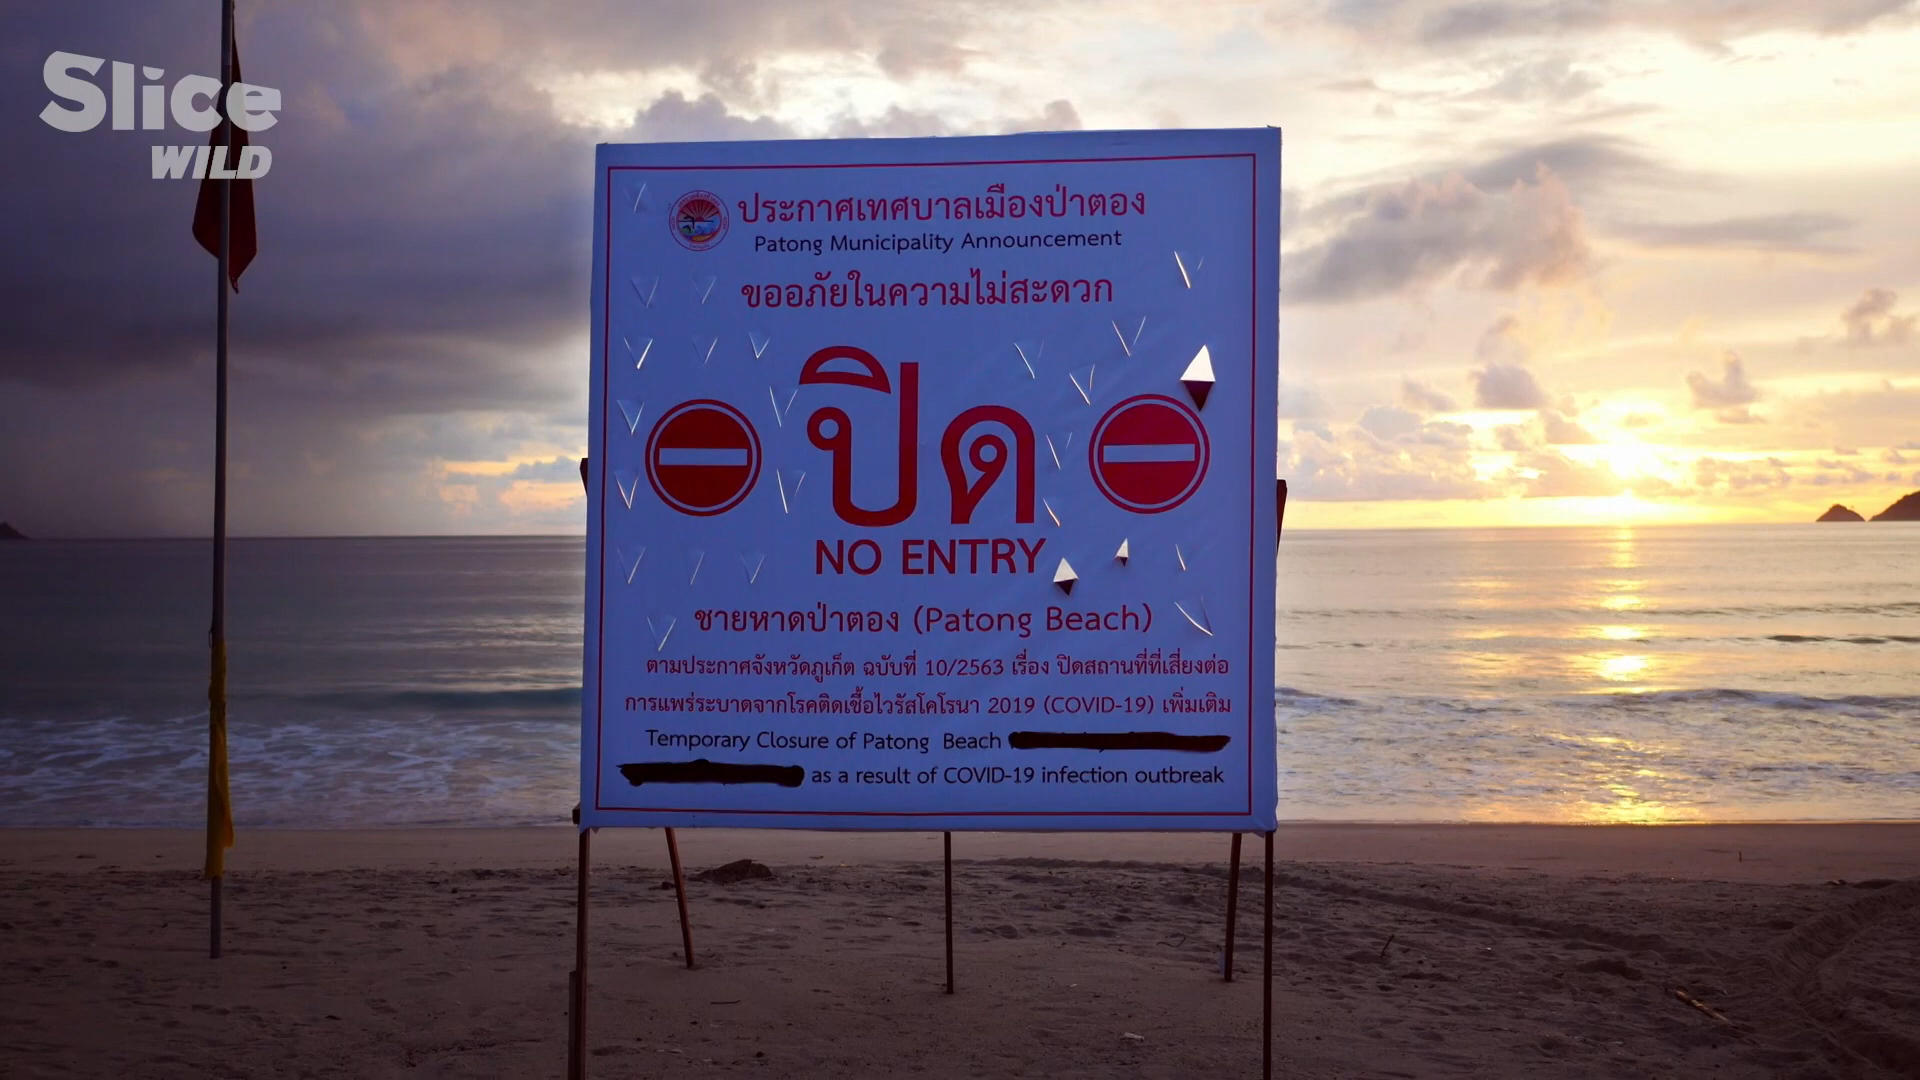 Slice
WILD
ประกาศเทศบาลเมืองป่าตอง
Patong Municipality Announcement
ขออภัยในความไม่สะดวก
ปิด
NO ENTRY
ชายหาดป่าตอง (Patong Beach)
ตามประกาศจังหวัดภูเก็ต ฉบับที่ 10/2563 เรื่อง ปิดสถานที่ที่เสี่ยงต่อ
การแพร่ระบาดจากโรคติดเชื้อไวรัสโคโรนา 2019 (COVID-19) เพิ่มเติม
Temporary Closure of Patong Beach
as a result of COVID-19 infection outbreak